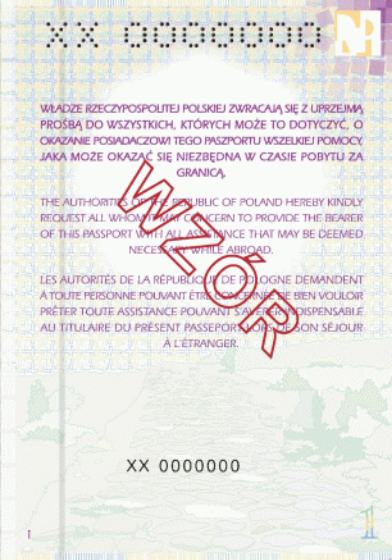 XX 0000000
WŁADZE RZECZYPOSPOLITEJ POLSKIEJ ZWRACAJĄ SIĘ Z UPRZEJMĄ
PROŚBĄ DO WSZYSTKICH, KTÓRYCH MOŻE TO DOTYCZYĆ, O
OKAZANIE POSIADACZOWI TEGO PASZPORTU WSZELKIEJ POMOCY,
JAKA MOŻE OKAZAĆ SIĘ NIEZBĘDNA W CZASIE POBYTU ZA
GRANICĄ.
THE AUTHORITIES OF THE REPUBLIC OF POLAND HEREBY KINDLY
REQUEST ALL WHOM IT MAY CONCERN TO PROVIDE THE BEARER
OF THIS PASSPORT WITH ALL ASSISTANCE THAT MAY BE DEEMED
NECESSARY WHILE ABROAD.
LES AUTORITÉS DE LA RÉPUBLIQUE DE POLOGNE DEMANDENT
À TOUTE PERSONNE POUVANT ÊTRE CONCERNÉE DE BIEN VOULOIR
PRÊTER TOUTE ASSISTANCE POUVANT S'AVÉRER INDISPENSABLE
AU TITULAIRE DU PRÉSENT PASSEPORT LORS DE SON SÉJOUR
À L'ÉTRANGER.
WZÓR
XX 0000000
1
1